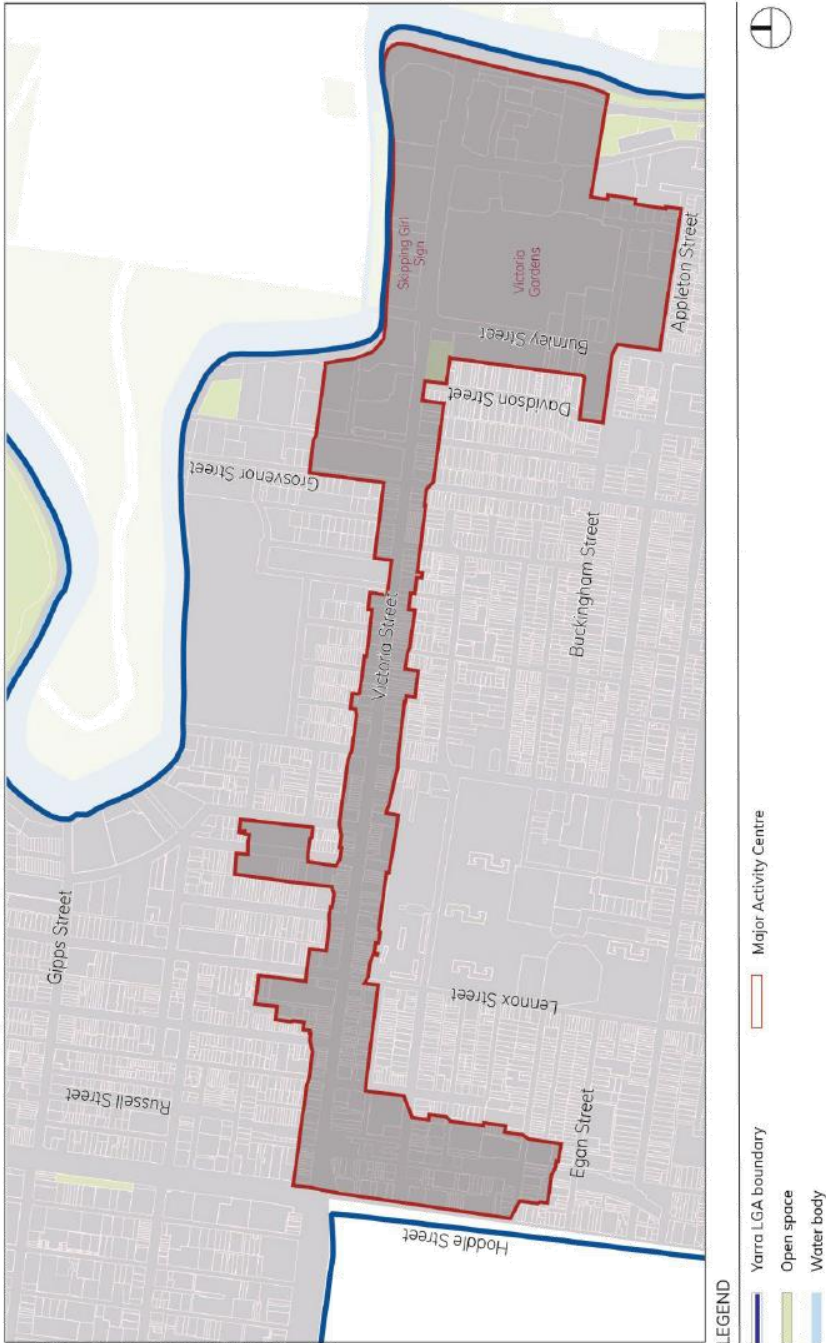 Gipps Street
Russell Street
Hoddle Street
Egan Street
Lennox Street
Victoria Street
Buckingham Street
Grosvenor Street
Davidson Street
Burnley Street
Skipping Girl
Sign
Victoria
Gardens
Appleton Street
LEGEND
Yarra LGA boundary
Open space
Water body
Major Activity Centre